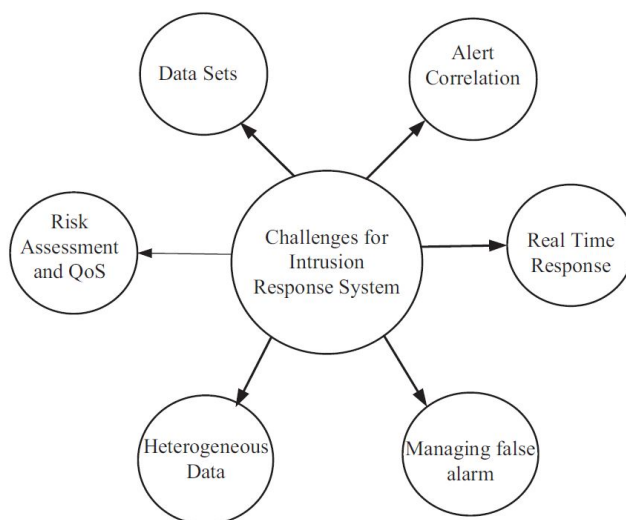 Data Sets
Alert
Correlation
Risk
Assessment
and QoS
Challenges for
Intrusion
Response System
Real Time
Response
Heterogeneous
Data
Managing false
alarm